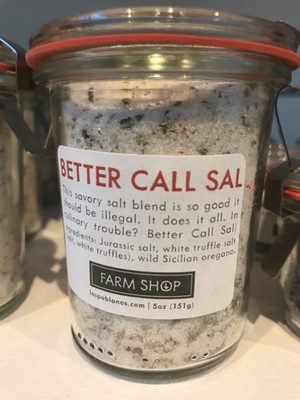 BETTER CALL SAL
This savory salt blend is so good it
should be illegal. It does it all. In
culinary trouble? Better Call Sal!
Ingredients: Jurassic salt, white truffle salt
salt, white truffles), wild Sicilian oregano.
FARM SHOP
lospoblanos.com | 5oz (151g)